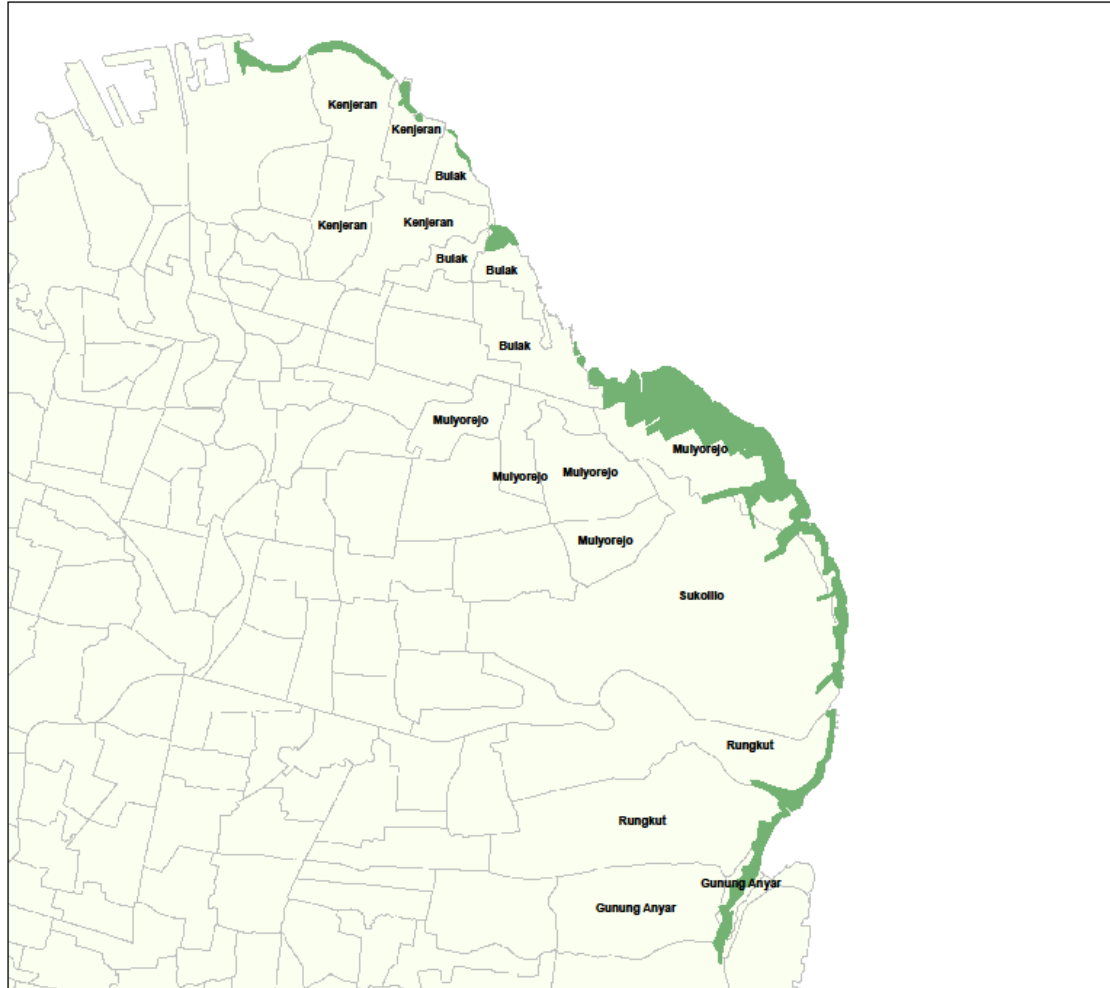 Kenjeran
Kenjeran
Bulak
Kenjeran
Kenjeran
Bulak
Bulak
Bulak
Mulyorejo
Mulyorejo
Mulyorejo
Mulyorejo
Mulyorejo
Sukolilo
Rungkut
Rungkut
Gunung Anyar
Gunung Anyar